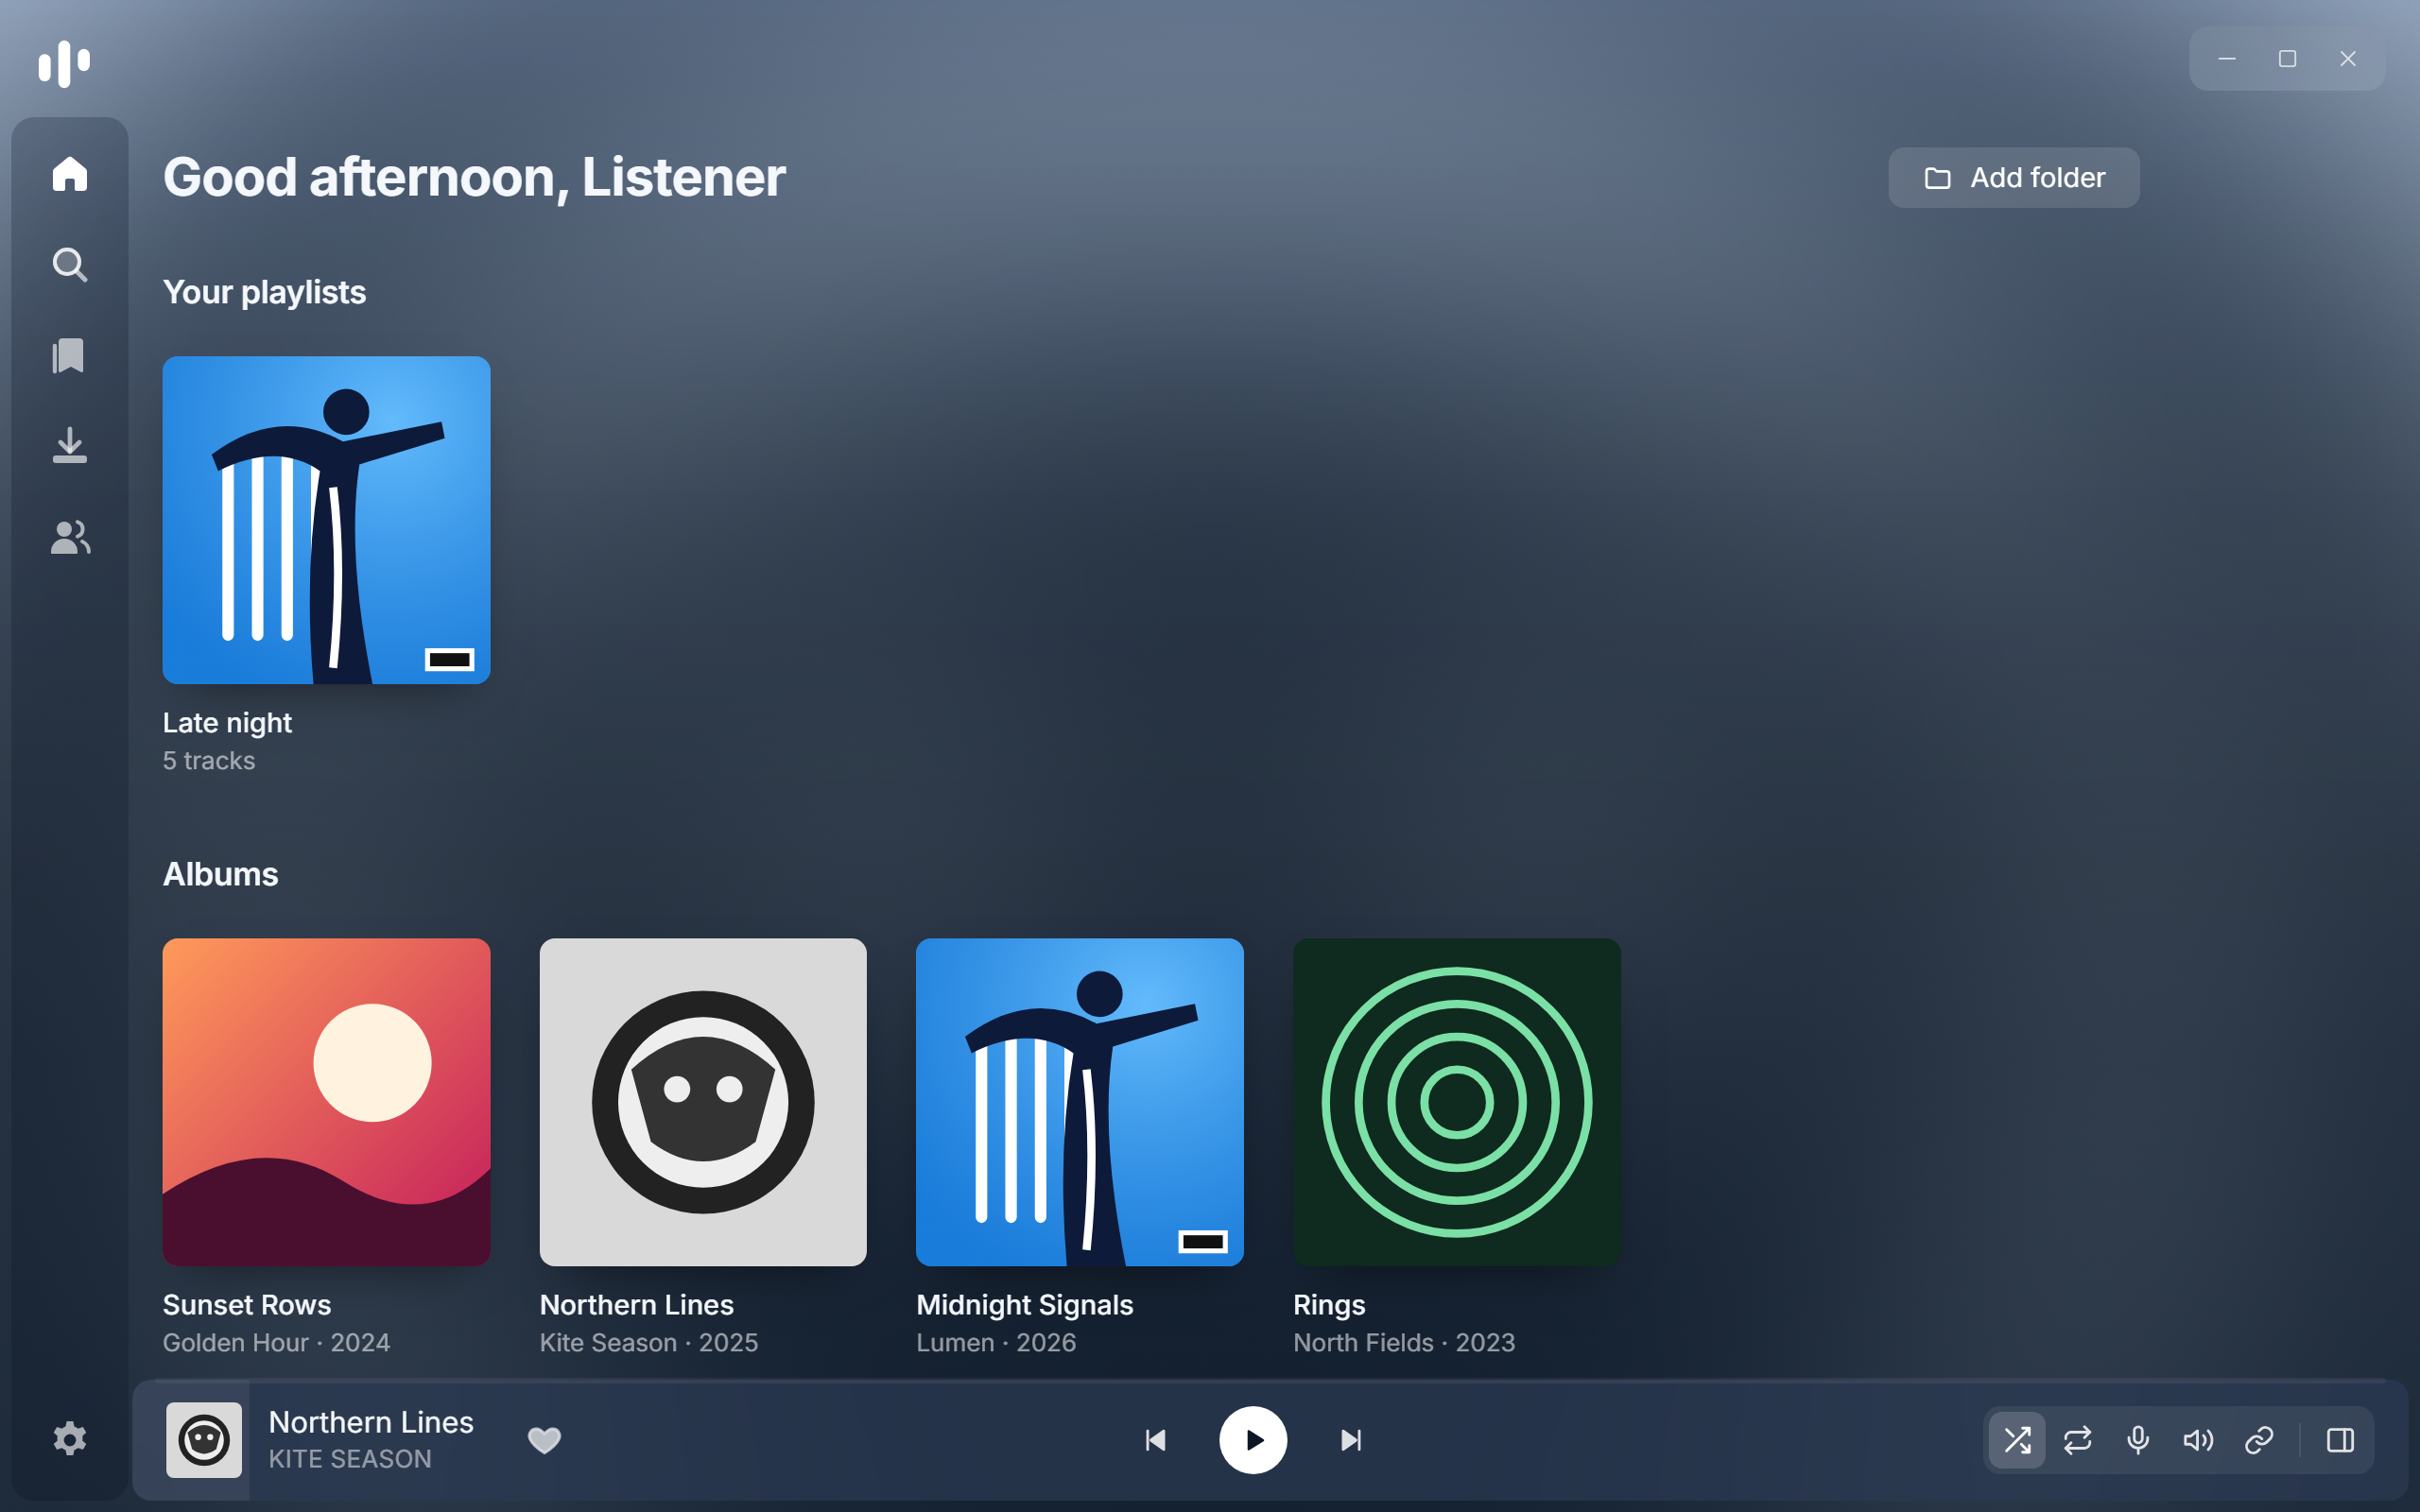 Good afternoon, Listener
Add folder
Your playlists
Late night
5 tracks
Albums
Sunset Rows
Golden Hour · 2024
Northern Lines
Kite Season · 2025
Midnight Signals
Lumen · 2026
Rings
North Fields · 2023
Northern Lines
KITE SEASON